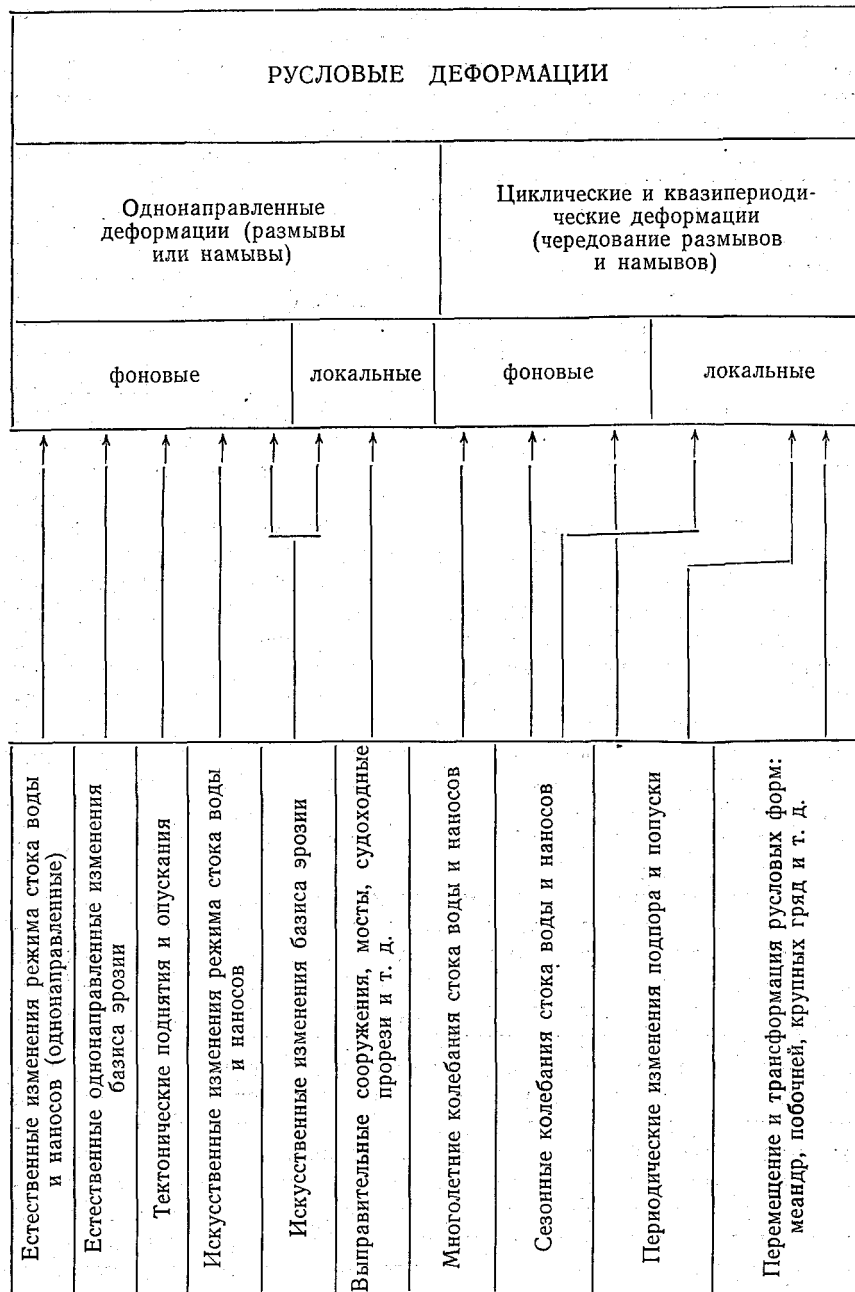 РУСЛОВЫЕ ДЕФОРМАЦИИ
Однонаправленные
деформации (размывы
или намывы)
Циклические и квазипериоди-
ческие деформации
(чередование размывов
и намывов)
фоновые
локальные
фоновые
локальные
Естественные изменения режима стока воды
и наносов (однонаправленные)
Естественные однонаправленные изменения
базиса эрозии
Тектонические поднятия и опускания
Искусственные изменения режима стока воды
и наносов
Искусственные изменения базиса эрозии
Выправительные сооружения, мосты, судоходные
прорези и т. д.
Многолетние колебания стока воды и наносов
Сезонные колебания стока воды и наносов
Периодические изменения подпора и попуски
Перемещение и трансформация русловых форм:
меандр, побочней, крупных гряд и т. д.